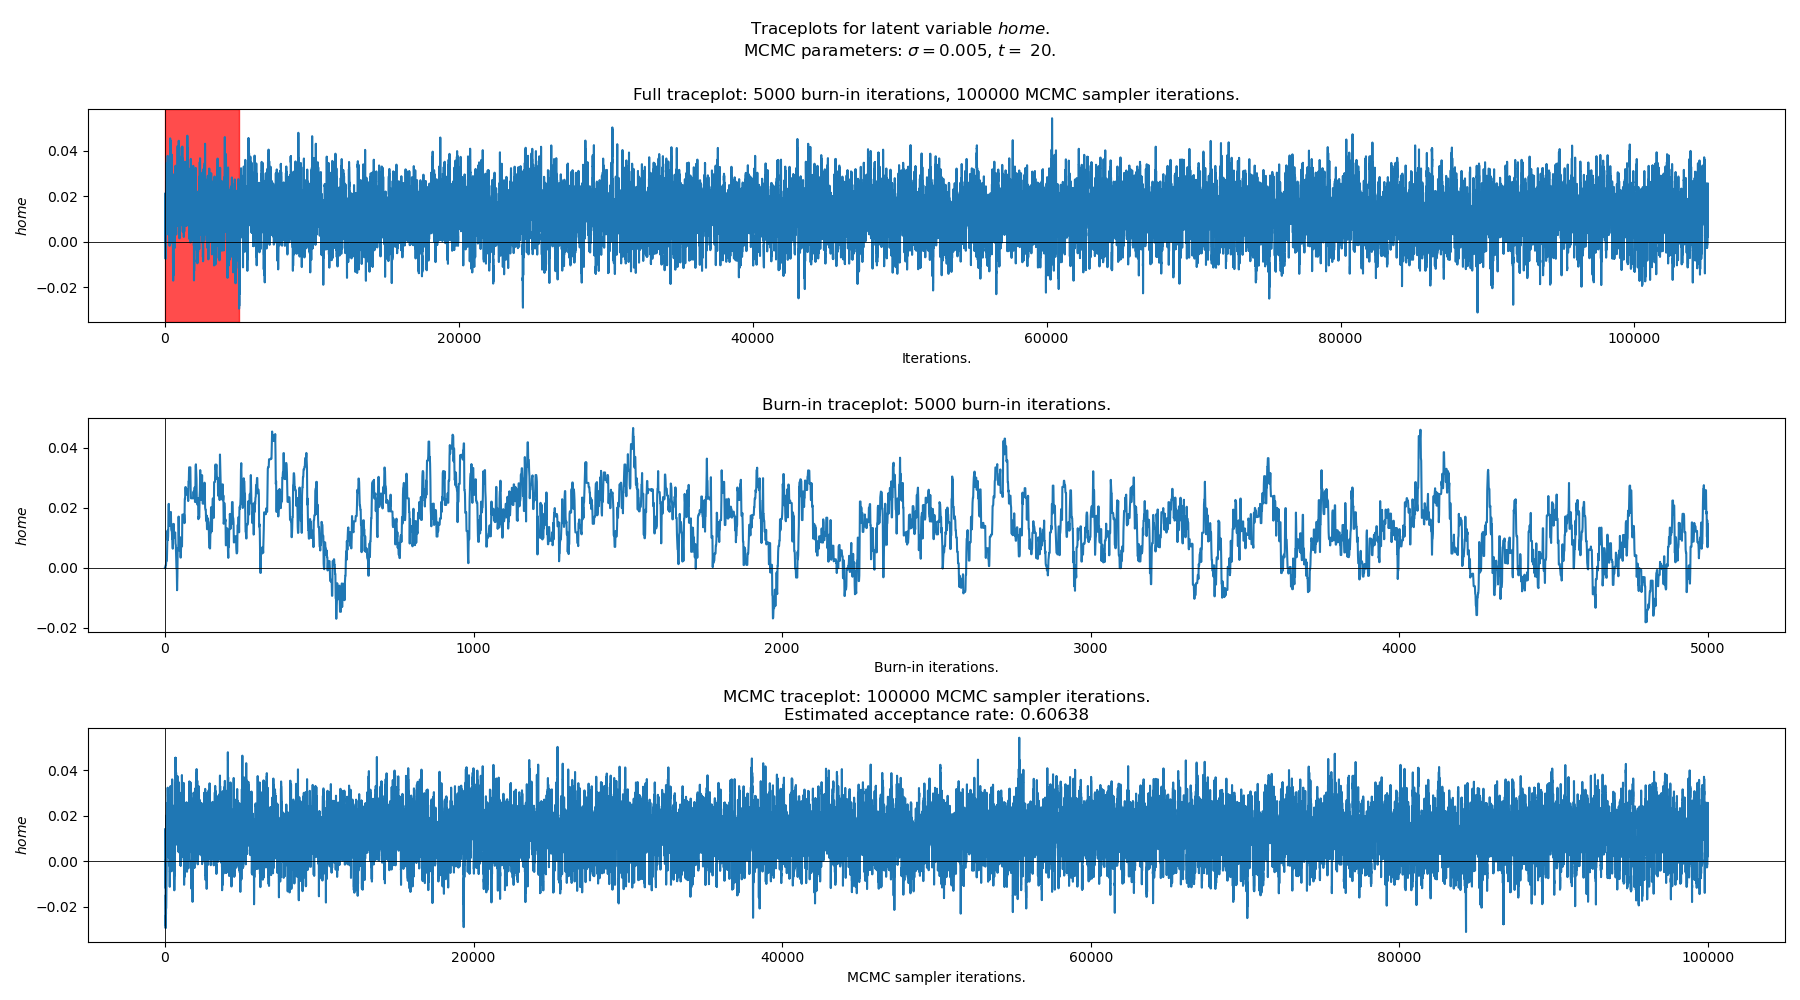 Traceplots for latent variable home.
MCMC parameters: σ = 0.005, t = 20.
Full traceplot: 5000 burn-in iterations, 100000 MCMC sampler iterations.
0.04
0.02
0.00
−0.02
home
0 20000 40000 60000 80000 100000
Iterations.
Burn-in traceplot: 5000 burn-in iterations.
0.04
0.02
0.00
−0.02
home
0 1000 2000 3000 4000 5000
Burn-in iterations.
MCMC traceplot: 100000 MCMC sampler iterations.
Estimated acceptance rate: 0.60638
0.04
0.02
0.00
−0.02
home
0 20000 40000 60000 80000 100000
MCMC sampler iterations.